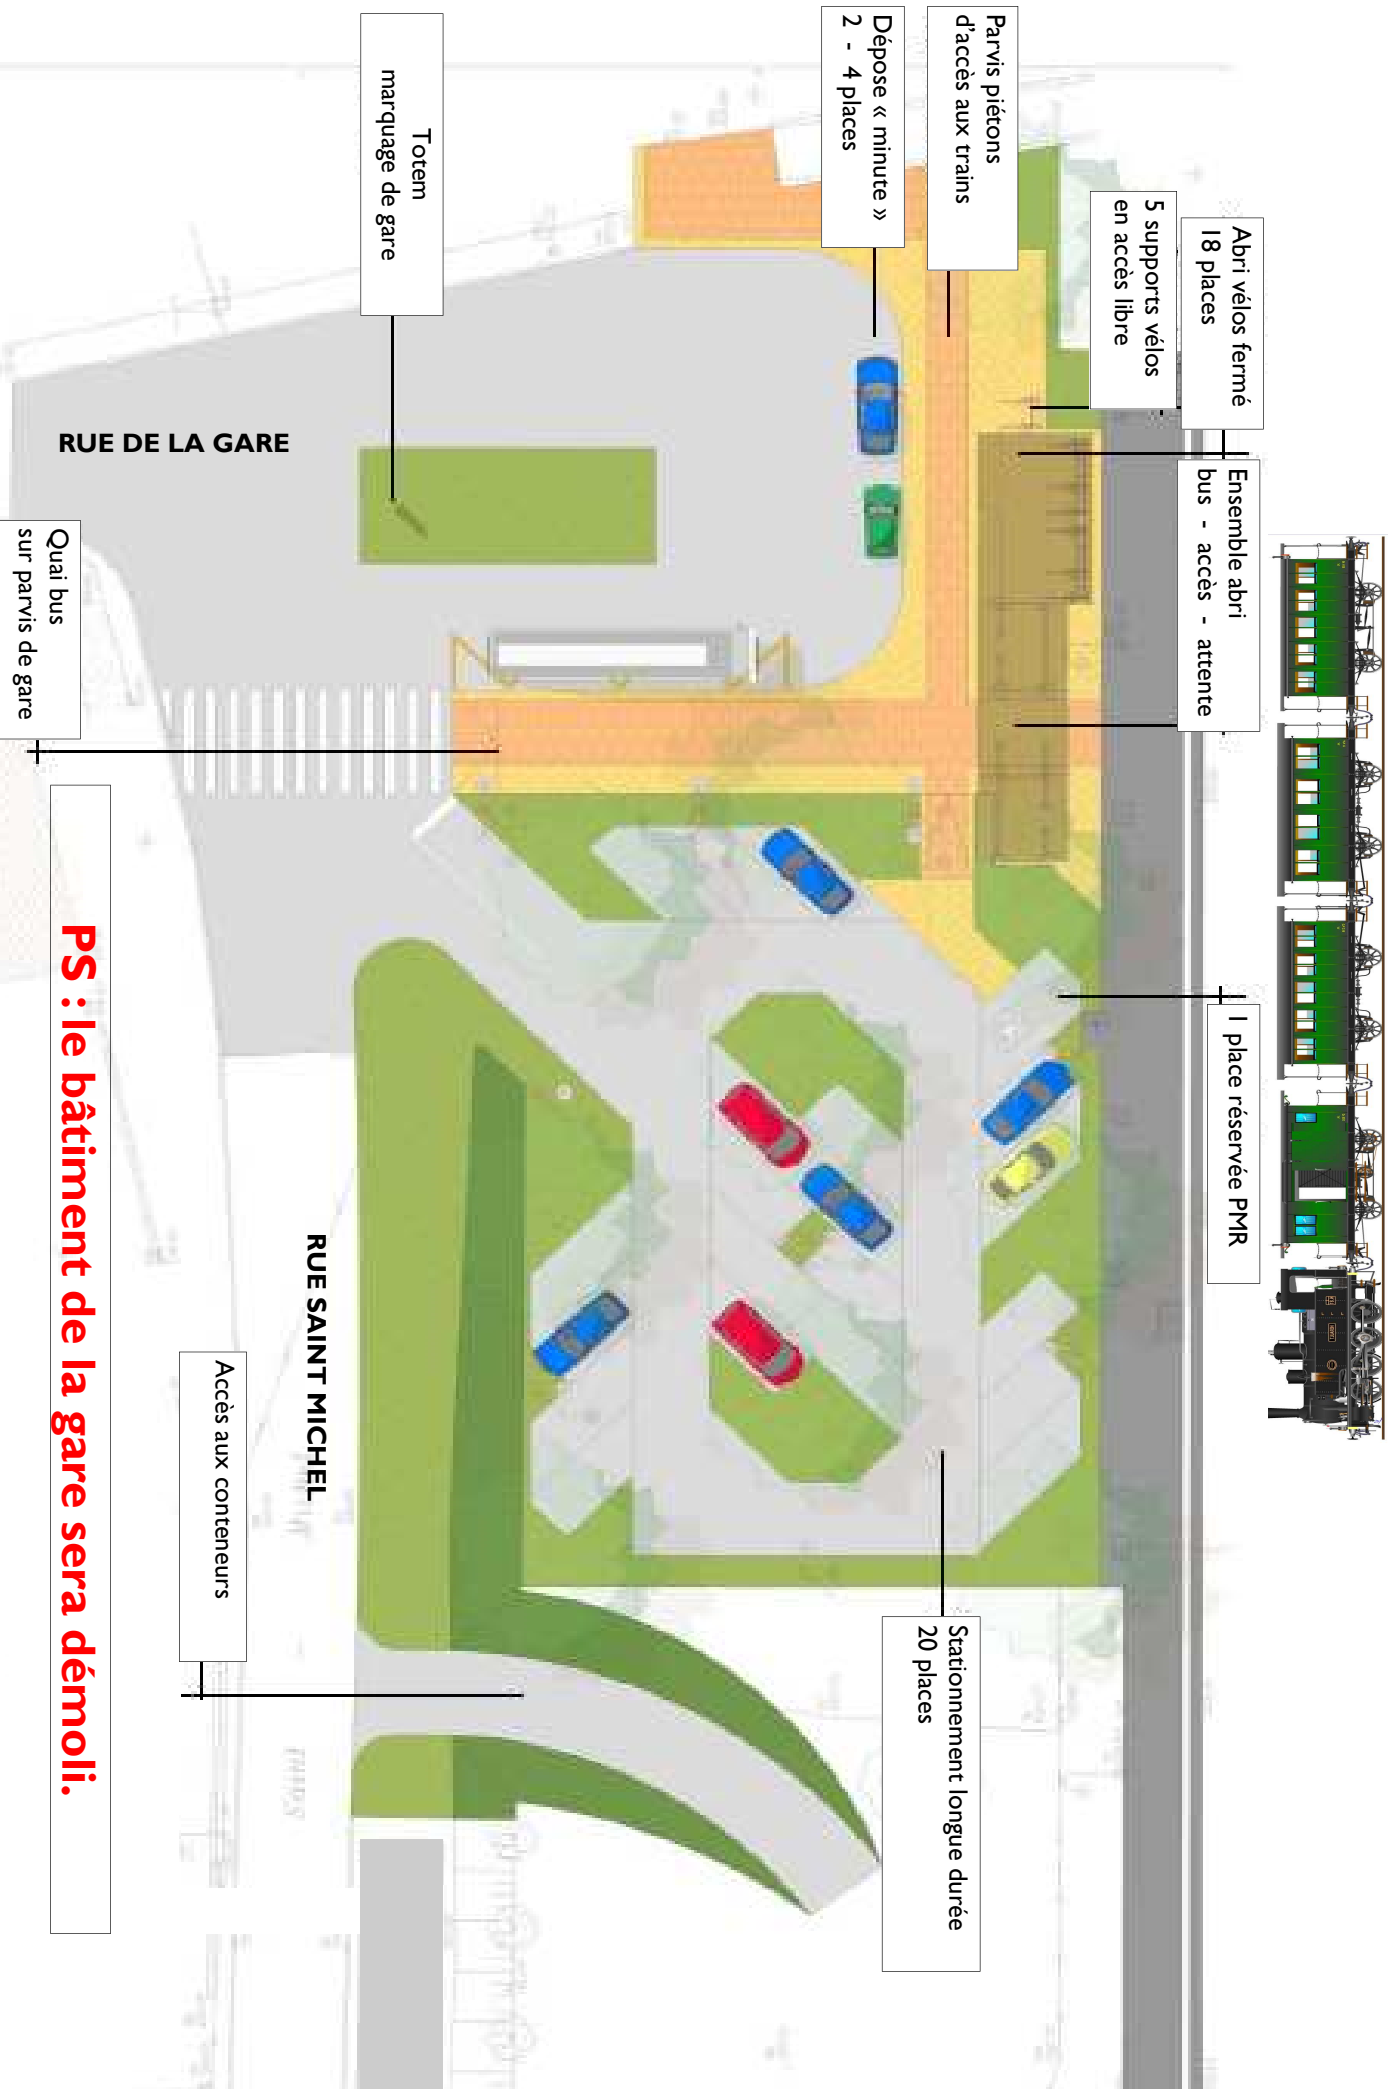 Abri vélos fermé
18 places
5 supports vélos
en accès libre
Parvis piétons
d'accès aux trains
Dépose « minute »
2 - 4 places
Totem
marquage de gare
Ensemble abri
bus - accès - attente
1 place réservée PMR
Stationnement longue durée
20 places
RUE DE LA GARE
Quai bus
sur parvis de gare
RUE SAINT MICHEL
Accès aux conteneurs
PS : le bâtiment de la gare sera démoli.